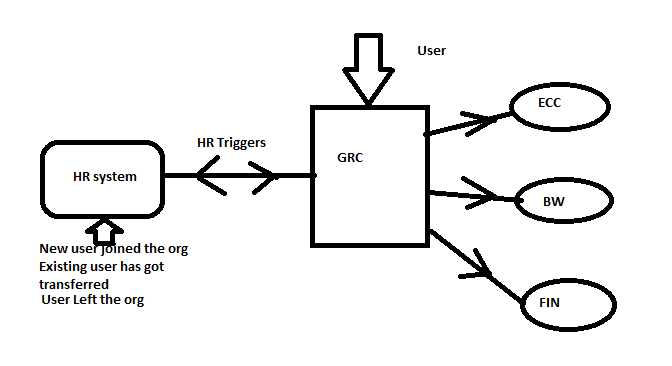 User
ECC
HR Triggers
GRC
HR system
BW
New user joined the org
Existing user has got
transferred
User Left the org
FIN